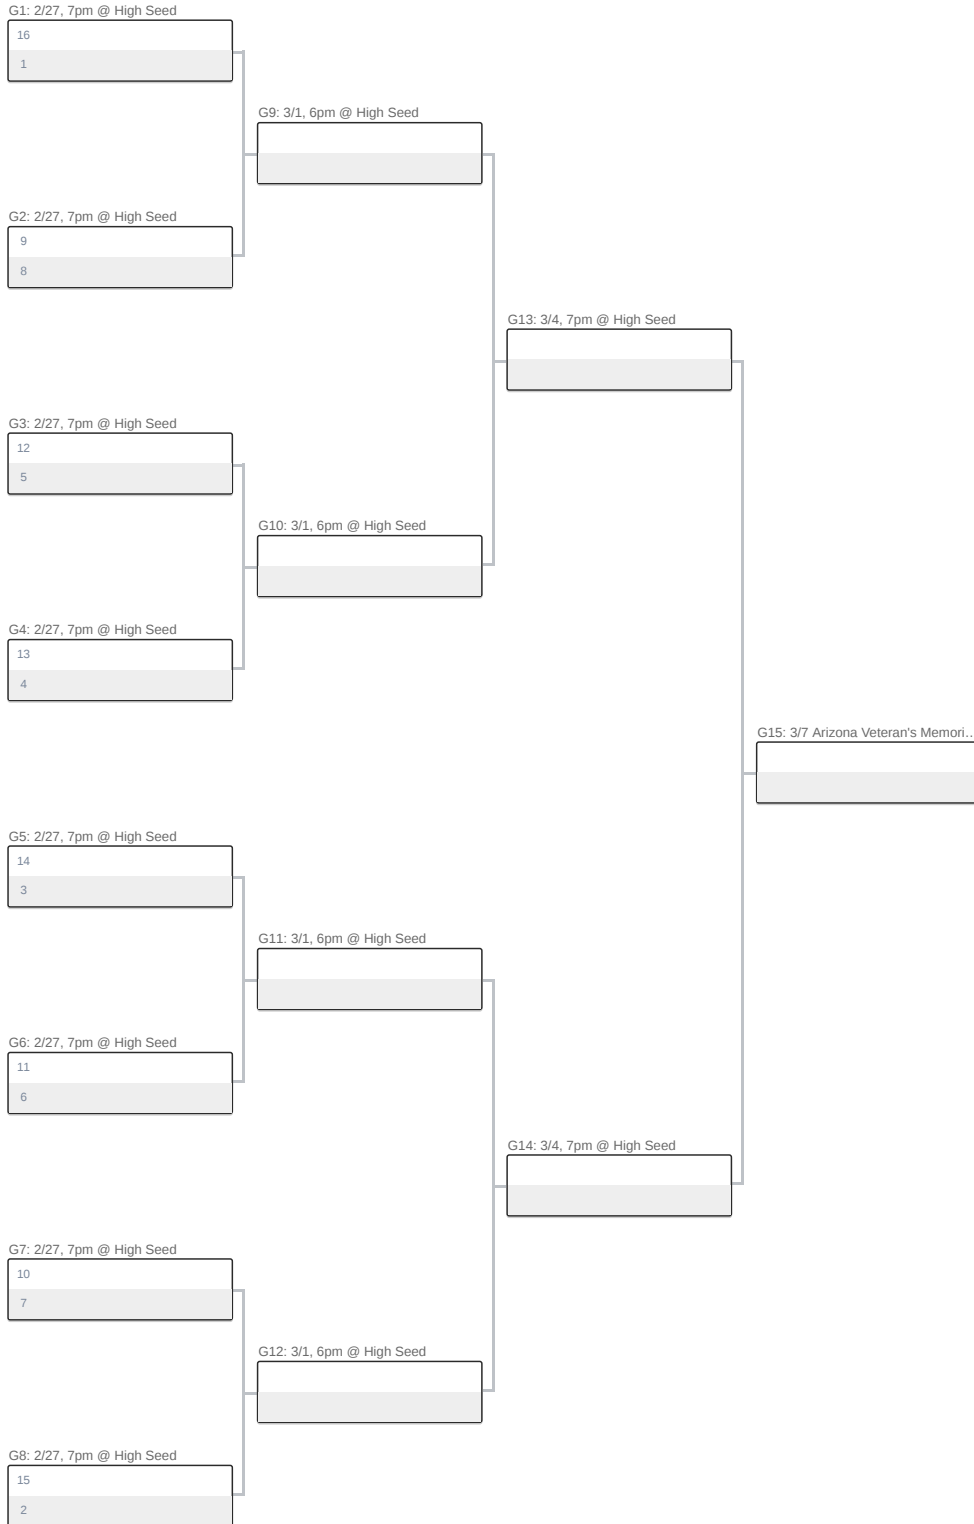 G1: 2/27, 7pm @ High Seed
16
1
G9: 3/1, 6pm @ High Seed
G2: 2/27, 7pm @ High Seed
9
8
G13: 3/4, 7pm @ High Seed
G3: 2/27, 7pm @ High Seed
12
5
G10: 3/1, 6pm @ High Seed
G4: 2/27, 7pm @ High Seed
13
4
G15: 3/7 Arizona Veteran's Memori...
G5: 2/27, 7pm @ High Seed
14
3
G11: 3/1, 6pm @ High Seed
G6: 2/27, 7pm @ High Seed
11
6
G14: 3/4, 7pm @ High Seed
G7: 2/27, 7pm @ High Seed
10
7
G12: 3/1, 6pm @ High Seed
G8: 2/27, 7pm @ High Seed
15
2